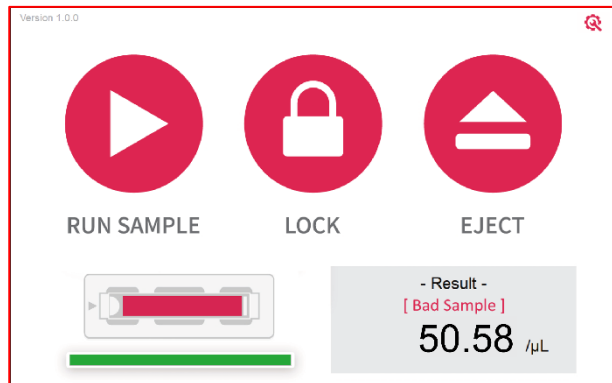 Version 1.0.0
RUN SAMPLE
LOCK
EJECT
- Result -
[ Bad Sample ]
50.58 /µL